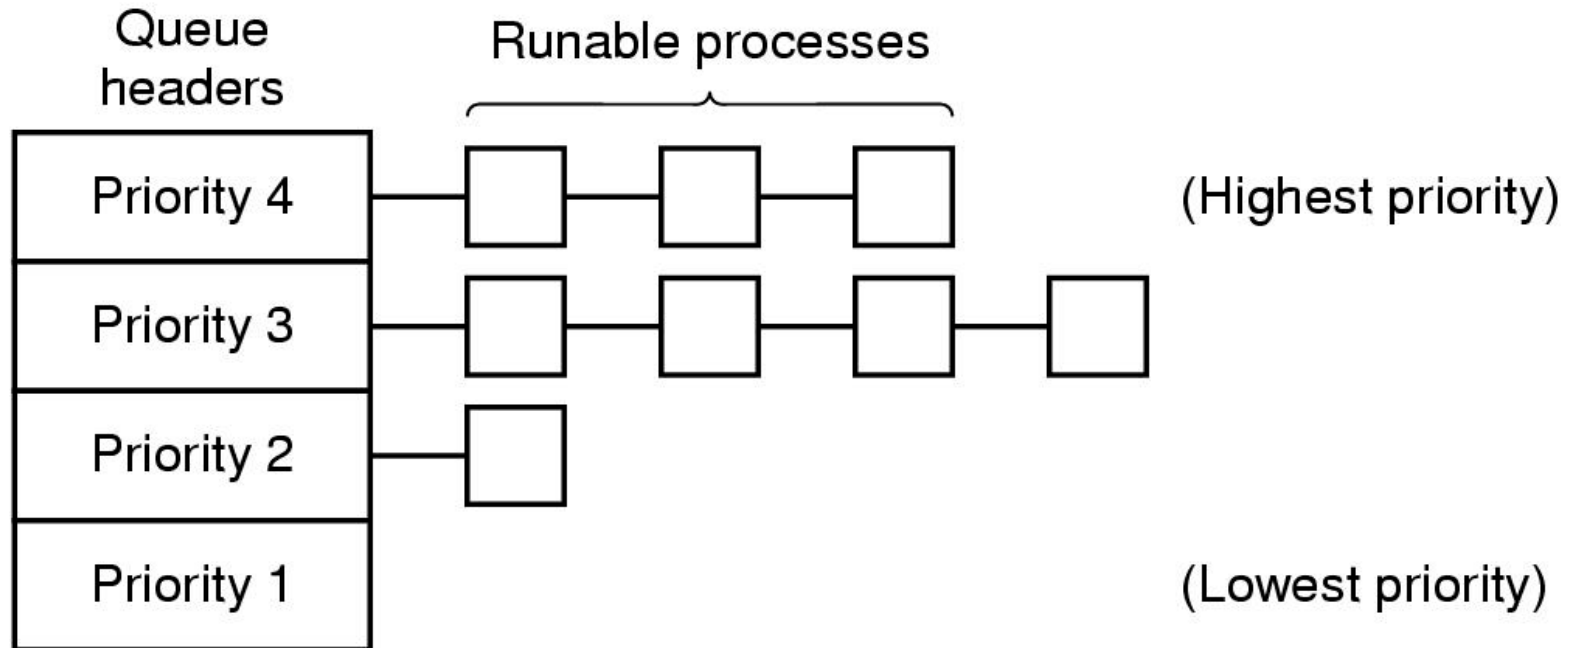 Queue
headers
Runable processes
Priority 4
(Highest priority)
Priority 3
Priority 2
Priority 1
(Lowest priority)